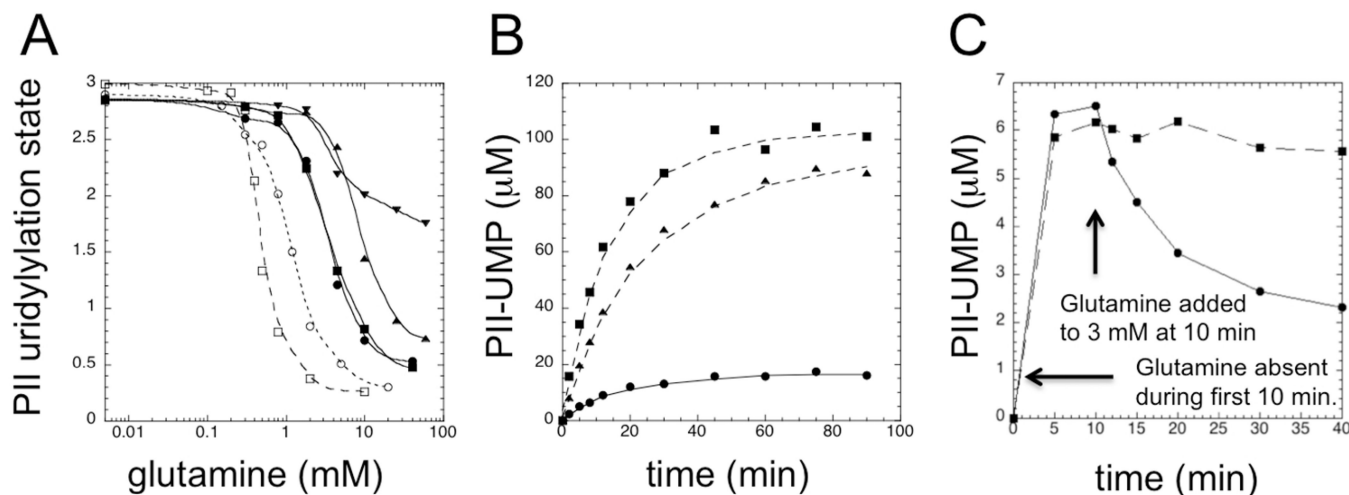 A
PII uridylylation state
3
2.5
2
1.5
1
0.5
0
0.01 0.1 1 10 100
glutamine (mM)
B
PII-UMP (μM)
120
100
80
60
40
20
0
0 20 40 60 80 100
time (min)
C
PII-UMP (μM)
7
6
5
4
3
2
1
0
Glutamine added
to 3 mM at 10 min
Glutamine absent
during first 10 min.
0 5 10 15 20 25 30 35 40
time (min)